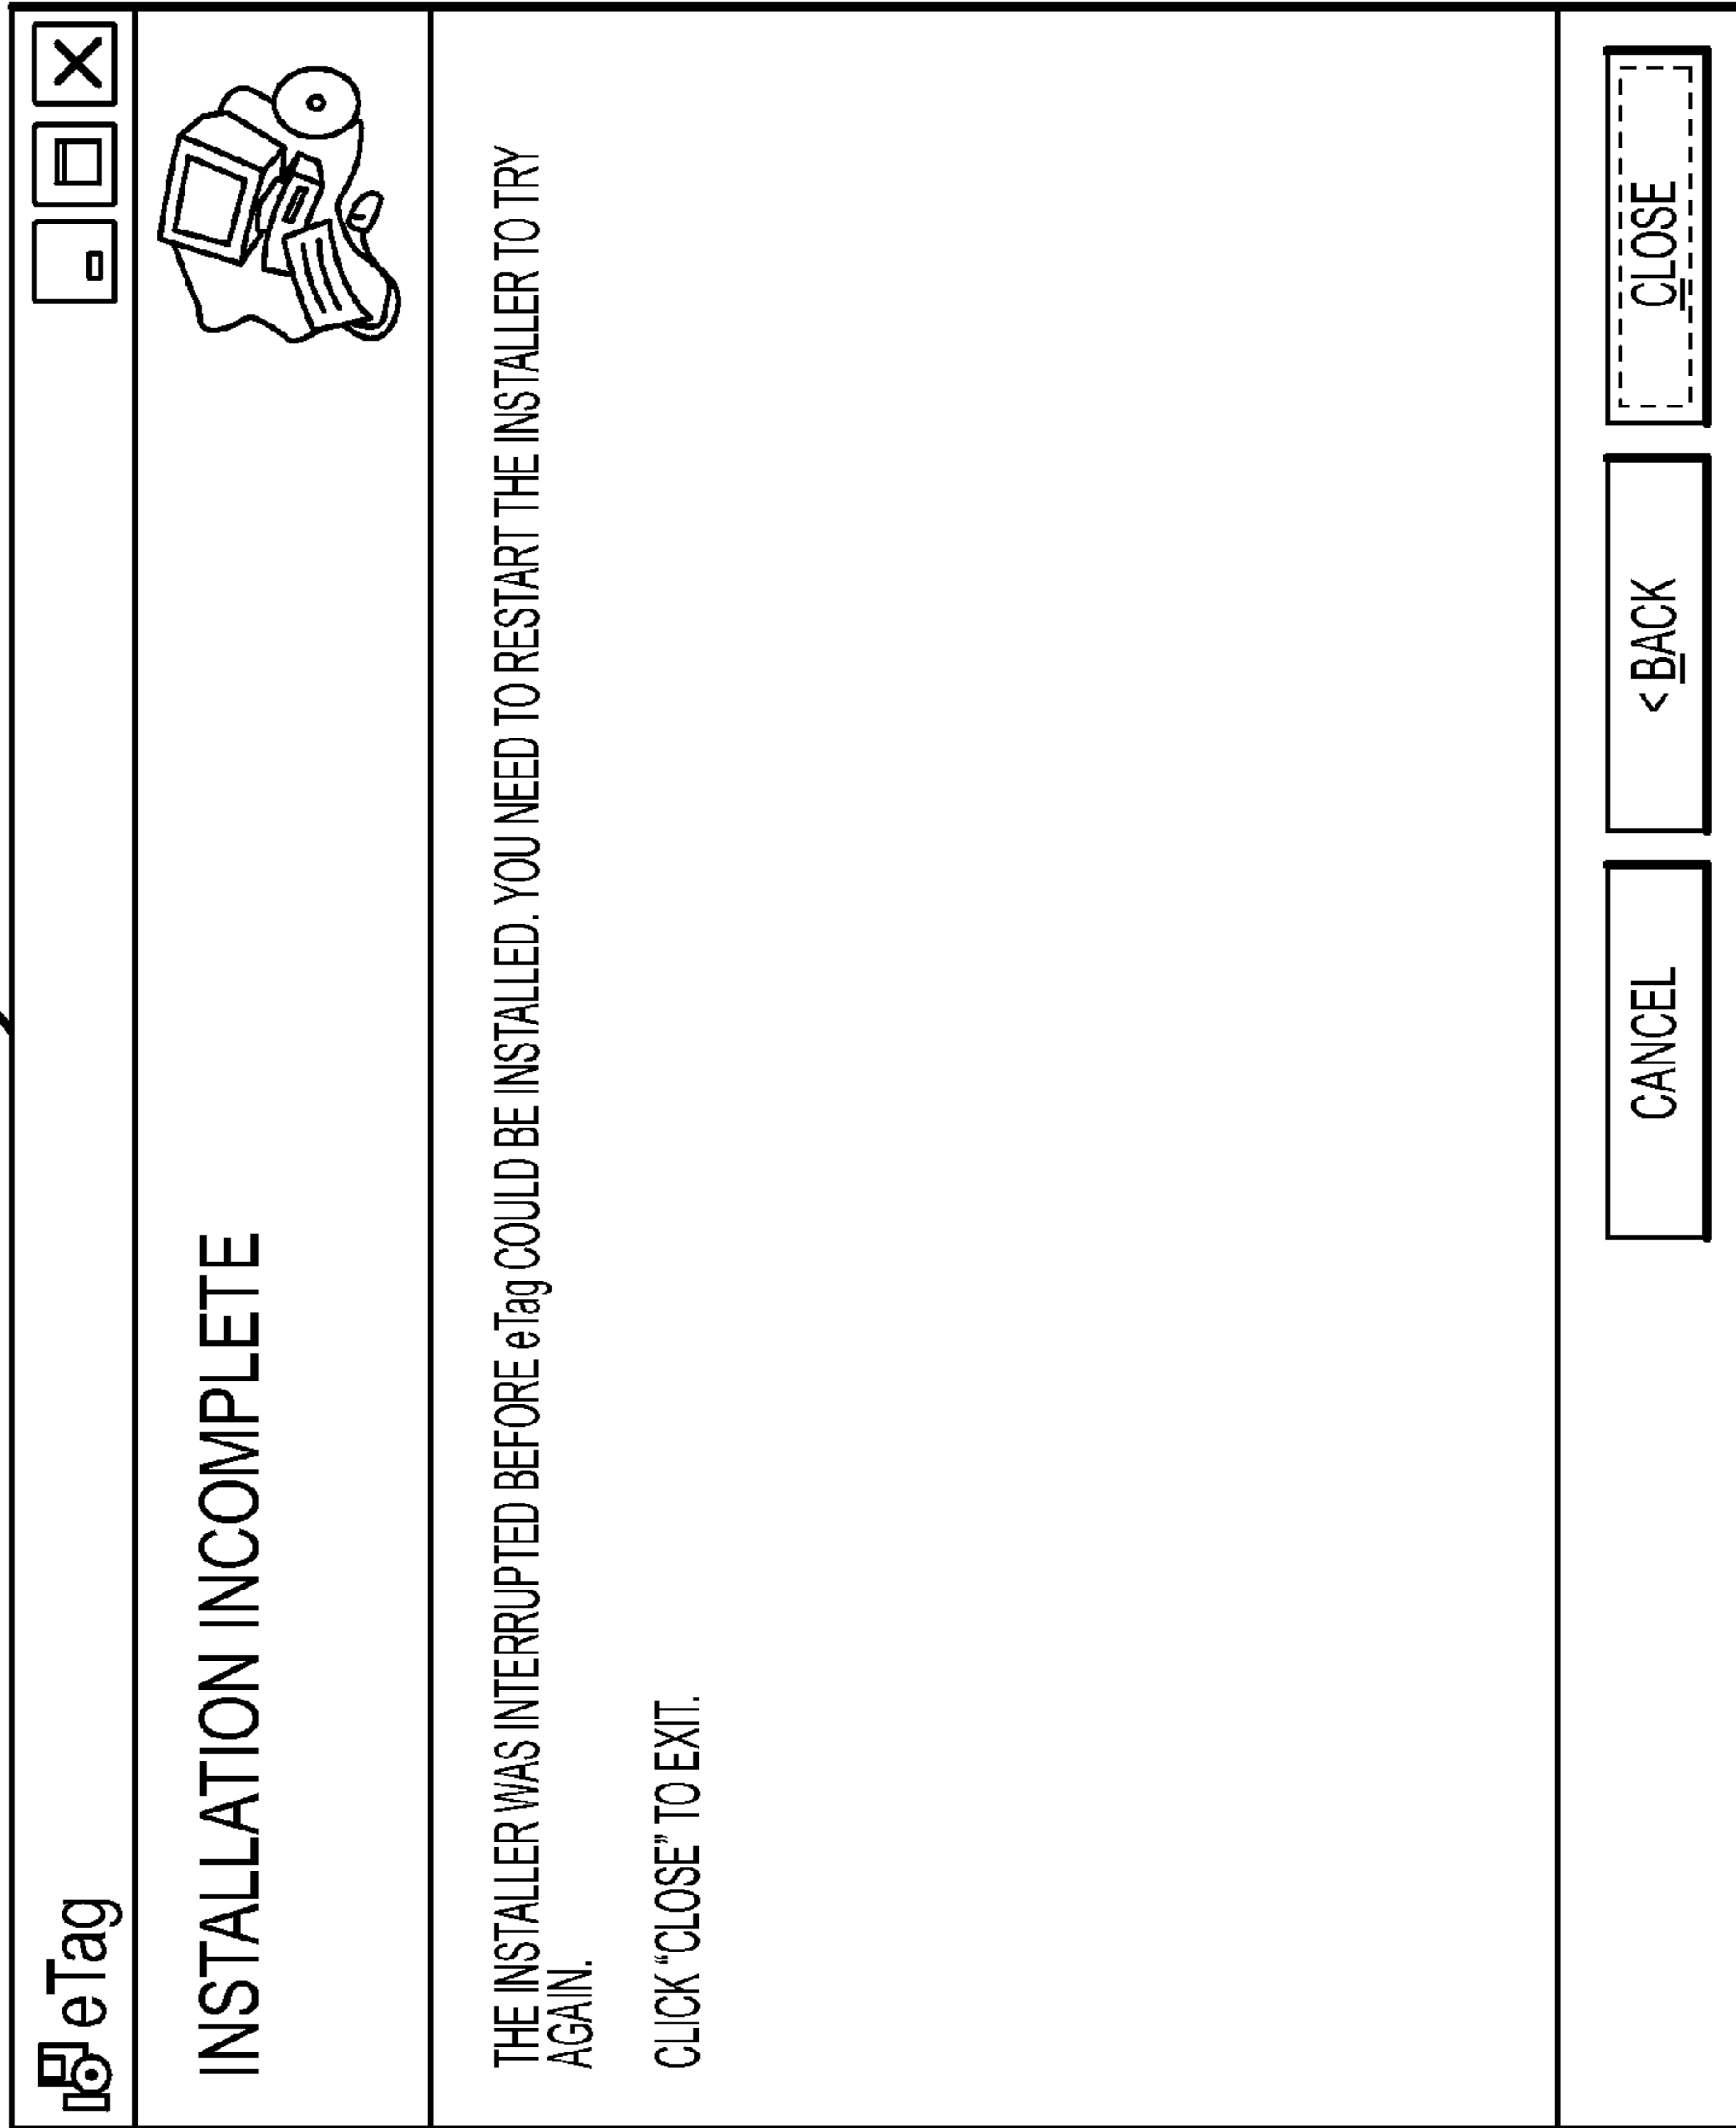 eTag
INSTALLATION INCOMPLETE
THE INSTALLER WAS INTERRUPTED BEFORE eTag COULD BE INSTALLED. YOU NEED TO RESTART THE INSTALLER TO TRY
AGAIN.
CLICK “CLOSE” TO EXIT.
CANCEL
< BACK
CLOSE